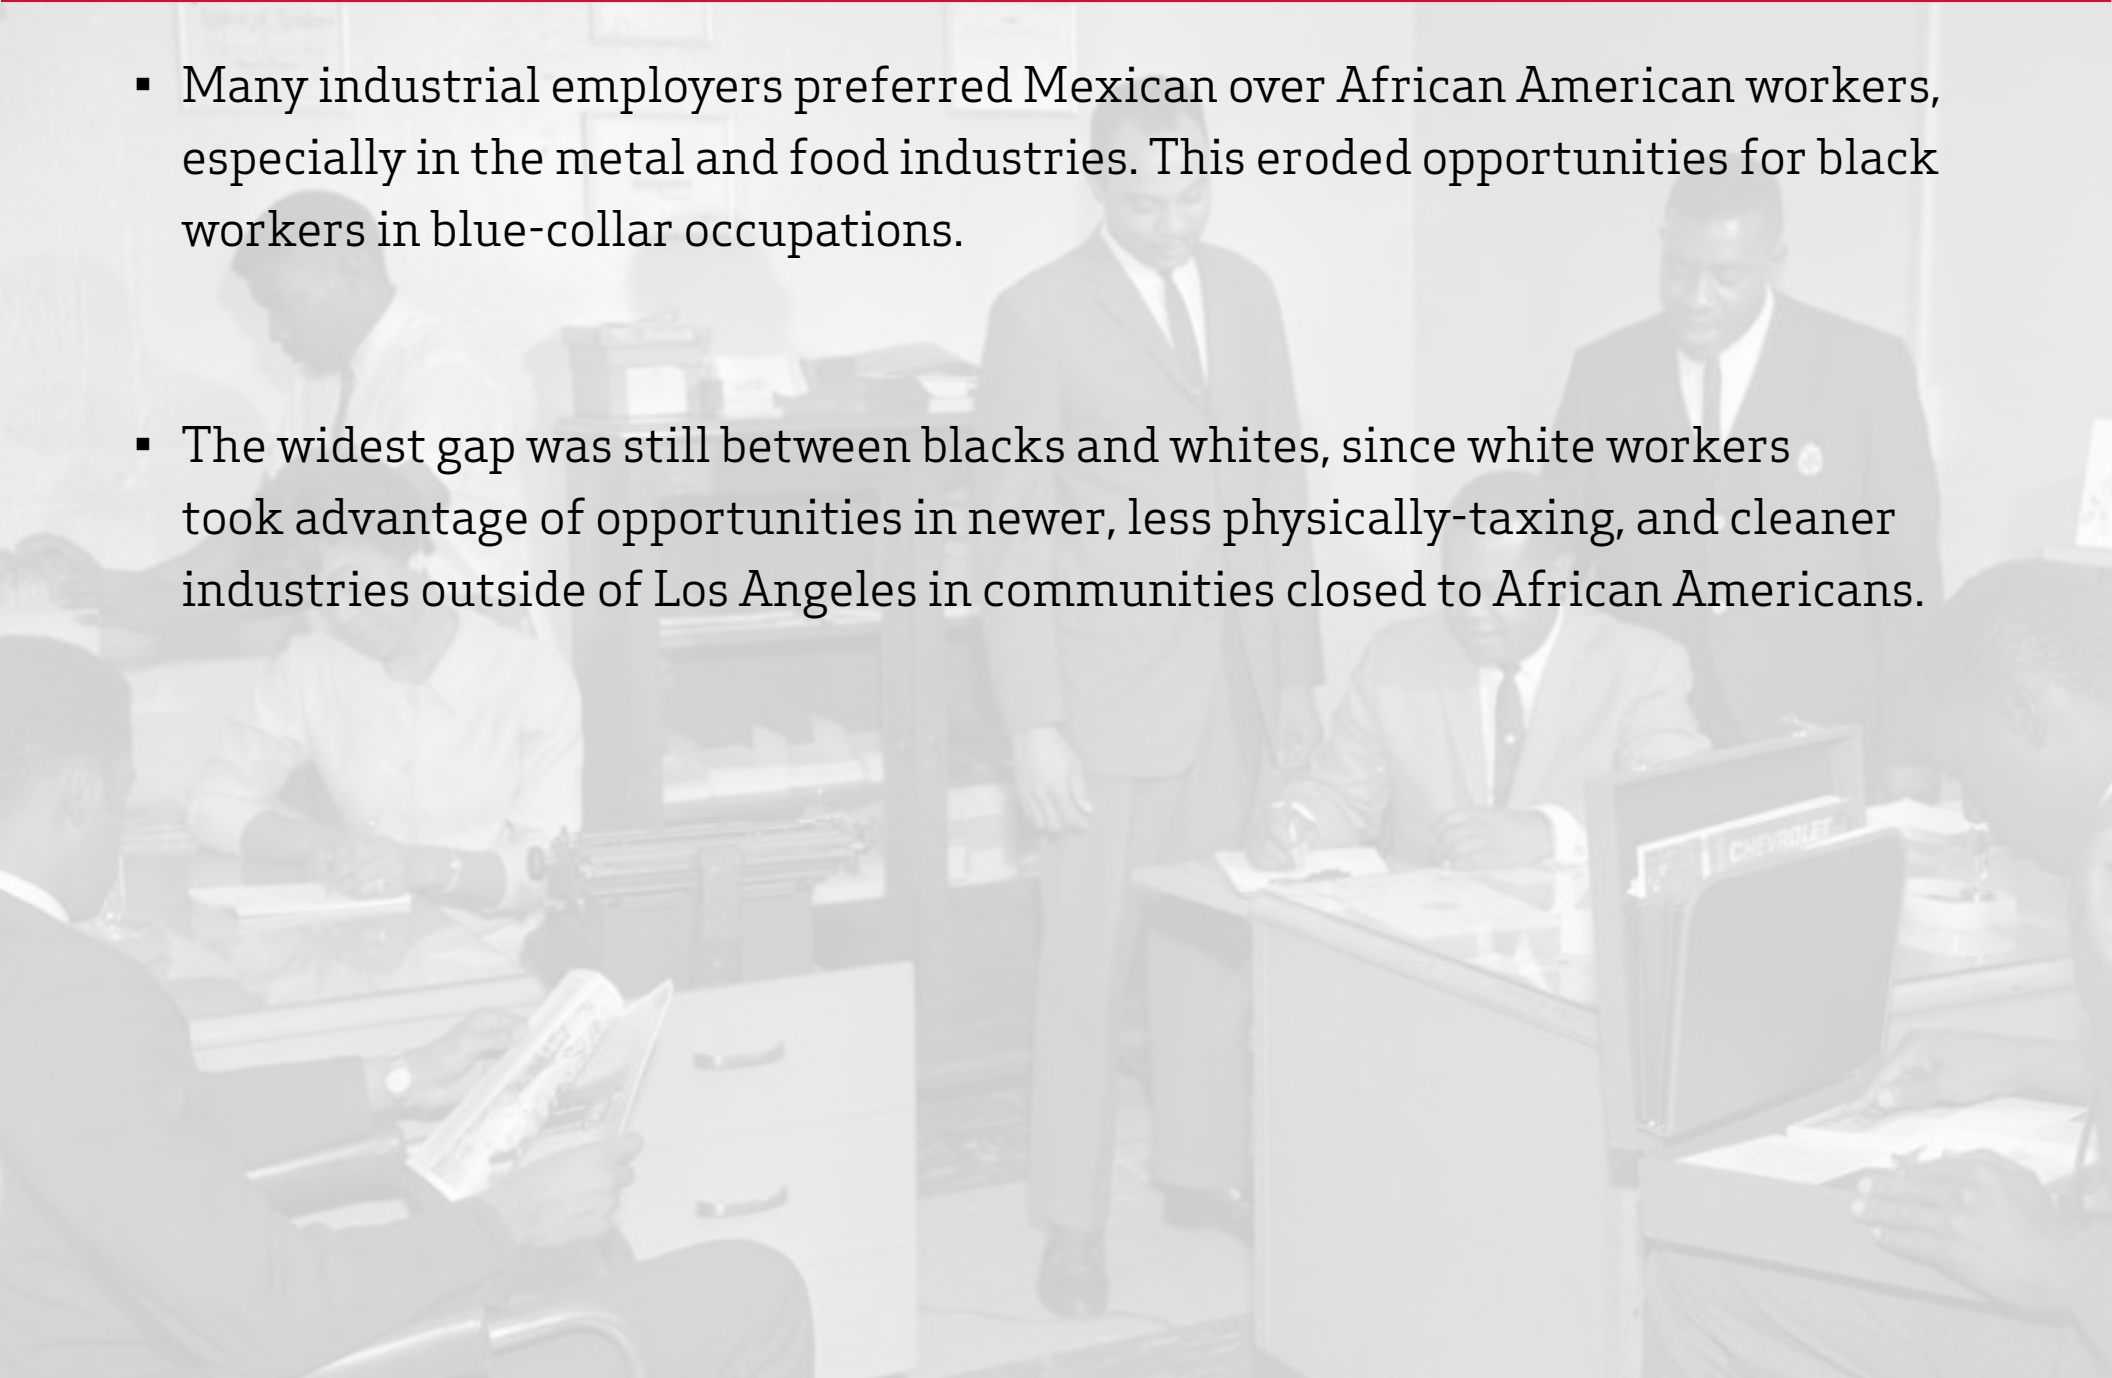 ▪ Many industrial employers preferred Mexican over African American workers,
especially in the metal and food industries. This eroded opportunities for black
workers in blue-collar occupations.
▪ The widest gap was still between blacks and whites, since white workers
took advantage of opportunities in newer, less physically-taxing, and cleaner
industries outside of Los Angeles in communities closed to African Americans.
CHEVROLET